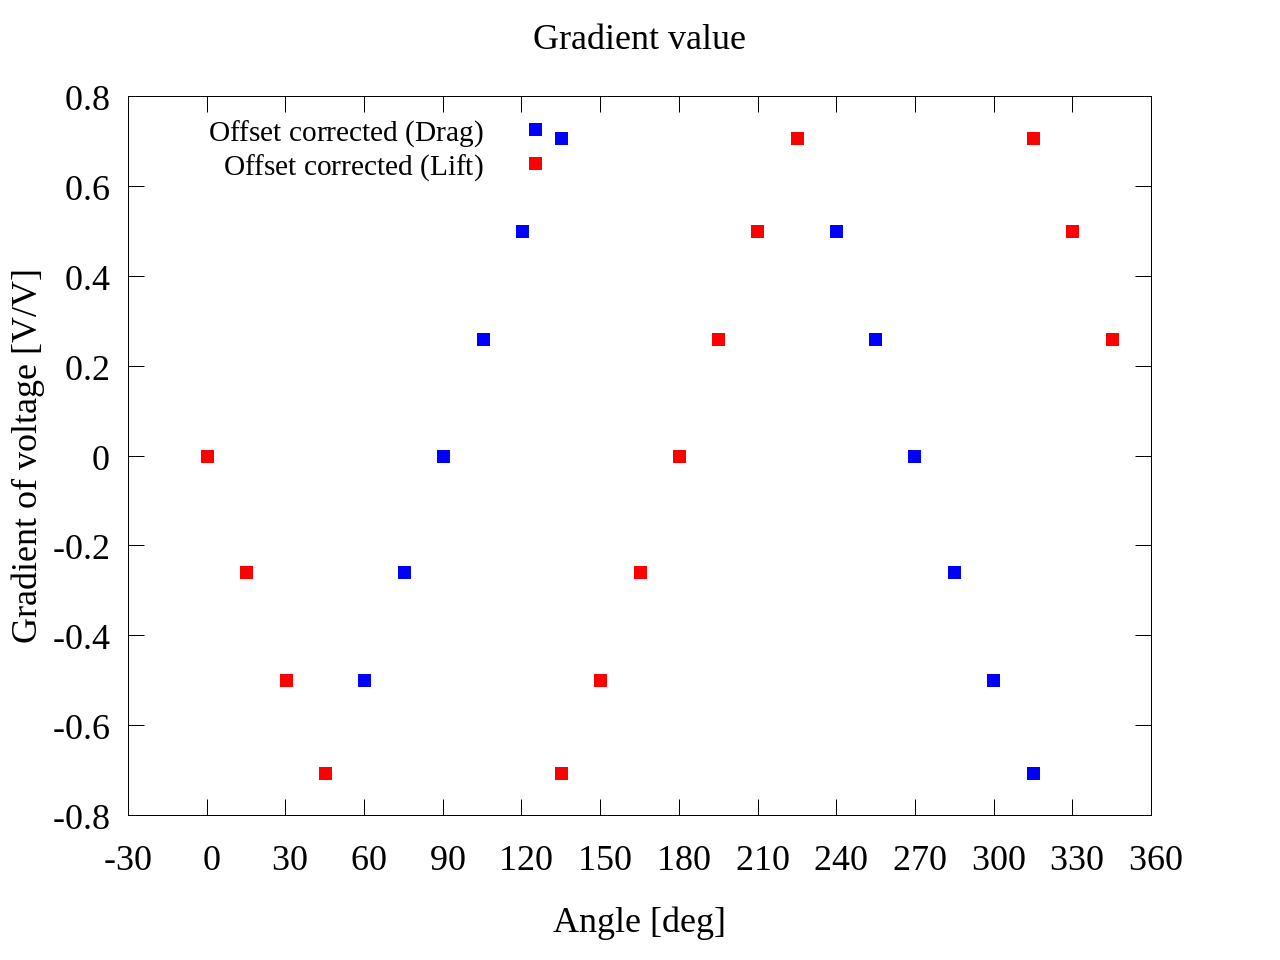 Gradient value
Offset corrected (Drag)
Offset corrected (Lift)
Gradient of voltage [V/V]
0.8
0.6
0.4
0.2
0
-0.2
-0.4
-0.6
-0.8
-30 0 30 60 90 120 150 180 210 240 270 300 330 360
Angle [deg]